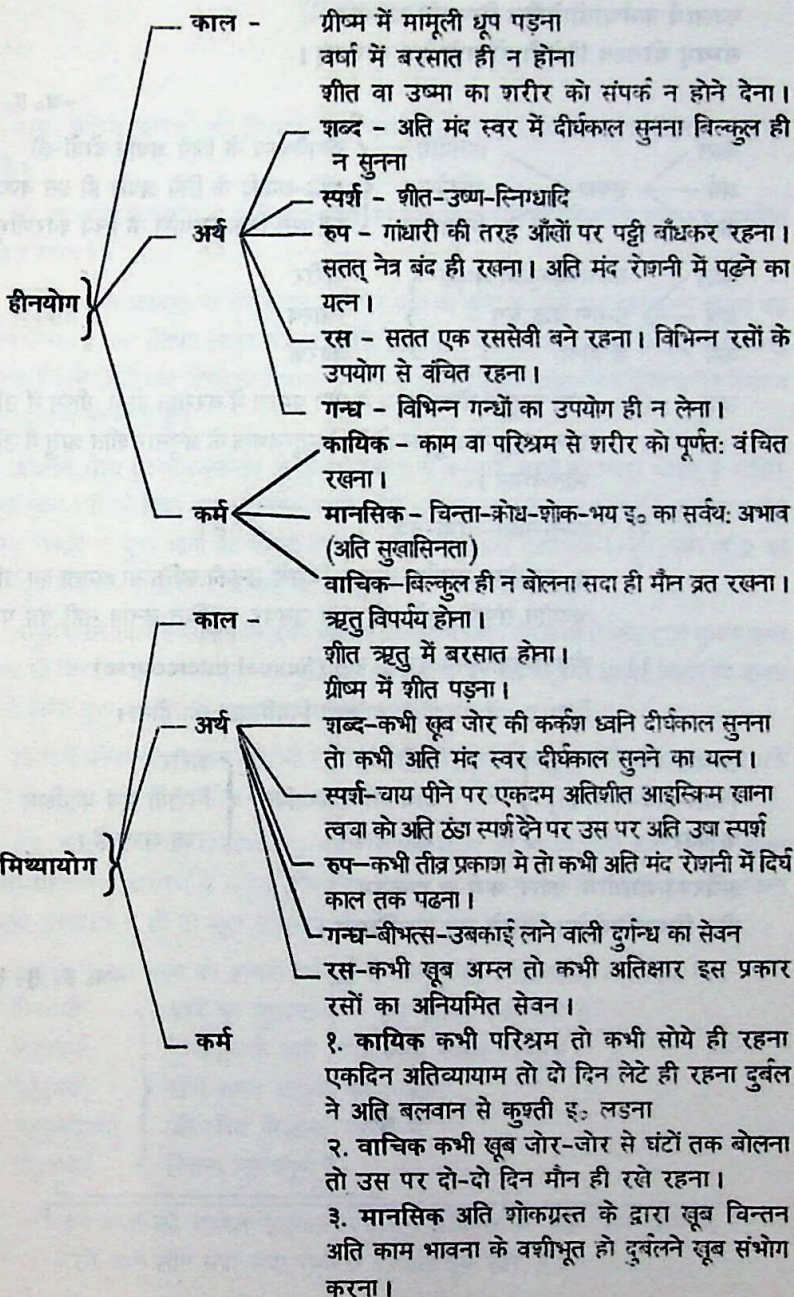 काल - ग्रीष्म में मामूली धूप पड़ना
वर्षा में बरसात ही न होना
शीत वा उष्मा का शरीर को संपर्क न होने देना।
हीनयोग
अर्थ
शब्द - अति मंद स्वर में दीर्घकाल सुनना बिल्कुल ही
न सुनना
स्पर्श - शीत-उष्ण-स्निग्धादि
रुप - गांधारी की तरह आँखों पर पट्टी बाँधकर रहना।
सतत् नेत्र बंद ही रखना। अति मंद रोशनी में पढ़ने का
यत्न।
रस - सतत एक रससेवी बने रहना। विभिन्न रसों के
उपयोग से वंचित रहना।
गन्ध - विभिन्न गन्धों का उपयोग ही न लेना।
कर्म
कायिक - काम वा परिश्रम से शरीर को पूर्णत: वंचित
रखना।
मानसिक - चिन्ता-क्रोध-शोक-भय इ० का सर्वथ: अभाव
(अति सुखासिनता)
वाचिक-बिल्कुल ही न बोलना सदा ही मौन व्रत रखना।
मिथ्यायोग
काल - ऋतु विपर्यय होना।
शीत ऋतु में बरसात होना।
ग्रीष्म में शीत पड़ना।
अर्थ
शब्द-कभी खूब जोर की कर्कश ध्वनि दीर्घकाल सुनना
तो कभी अति मंद स्वर दीर्घकाल सुनने का यत्न।
स्पर्श-चाय पीने पर एकदम अतिशीत आइस्क्रिम खाना
त्वचा को अति ठंडा स्पर्श देने पर उस पर अति उषा स्पर्श
रुप-कभी तीव्र प्रकाश मे तो कभी अति मंद रोशनी में दिर्घ
काल तक पढना।
गन्ध-बीभत्स-उबकाई लाने वाली दुर्गन्ध का सेवन
रस-कभी खूब अम्ल तो कभी अतिक्षार इस प्रकार
रसों का अनियमित सेवन।
कर्म
१. कायिक कभी परिश्रम तो कभी सोये ही रहना
एकदिन अतिव्यायाम तो दो दिन लेटे ही रहना दुर्बल
ने अति बलवान से कुश्ती इ० लडना
२. वाचिक कभी खूब जोर-जोर से घंटों तक बोलना
तो उस पर दो-दो दिन मौन ही रखे रहना।
३. मानसिक अति शोकग्रस्त के द्वारा खूब चिन्तन
अति काम भावना के वशीभूत हो दुर्बलने खूब संभोग
करना।